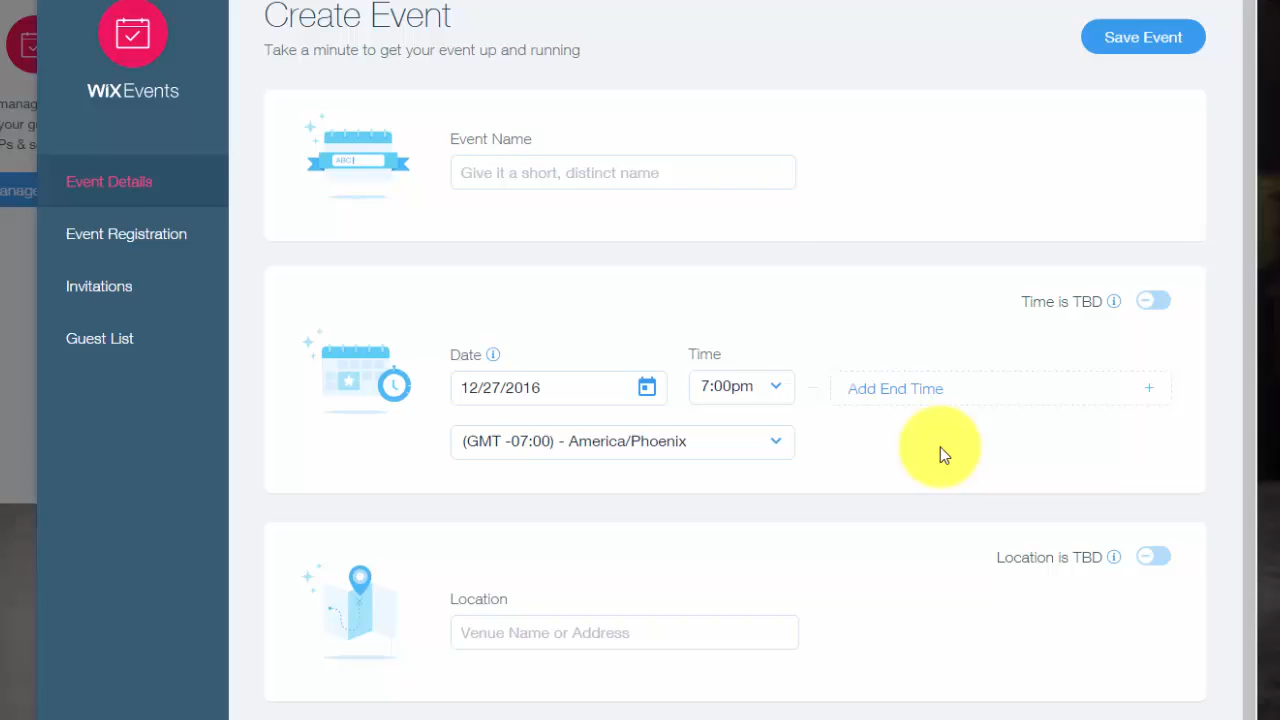 Create Event
Take a minute to get your event up and running
Save Event
WiXEvents
Event Details
Event Registration
Invitations
Guest List
ABC
Event Name
Give it a short, distinct name
Time is TBD
Date
Time
12/27/2016
7:00pm
Add End Time
(GMT -07:00) - America/Phoenix
Location is TBD
Location
Venue Name or Address